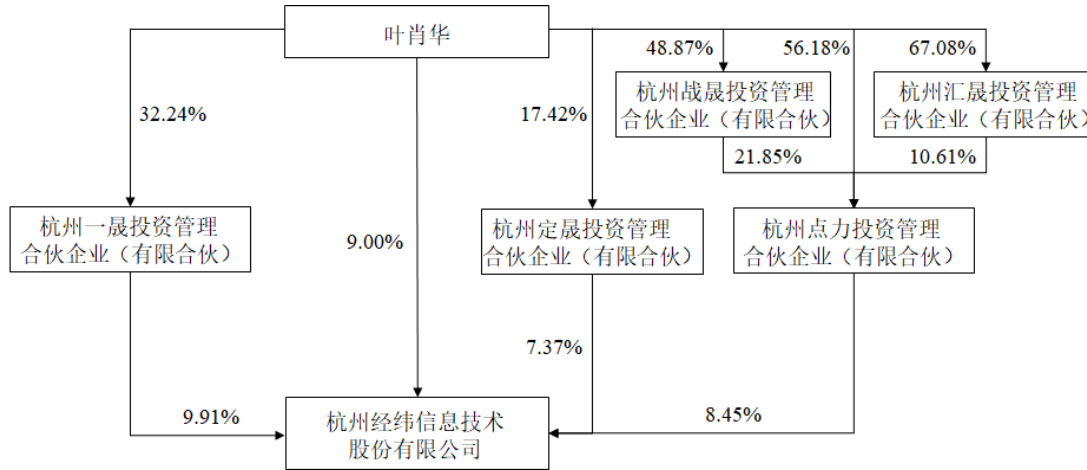 叶肖华
48.87%
56.18%
67.08%
32.24%
17.42%
杭州战晟投资管理
合伙企业（有限合伙）
杭州汇晟投资管理
合伙企业（有限合伙）
21.85%
10.61%
杭州一晟投资管理
合伙企业（有限合伙）
9.00%
杭州定晟投资管理
合伙企业（有限合伙）
杭州点力投资管理
合伙企业（有限合伙）
7.37%
9.91%
杭州经纬信息技术
股份有限公司
8.45%